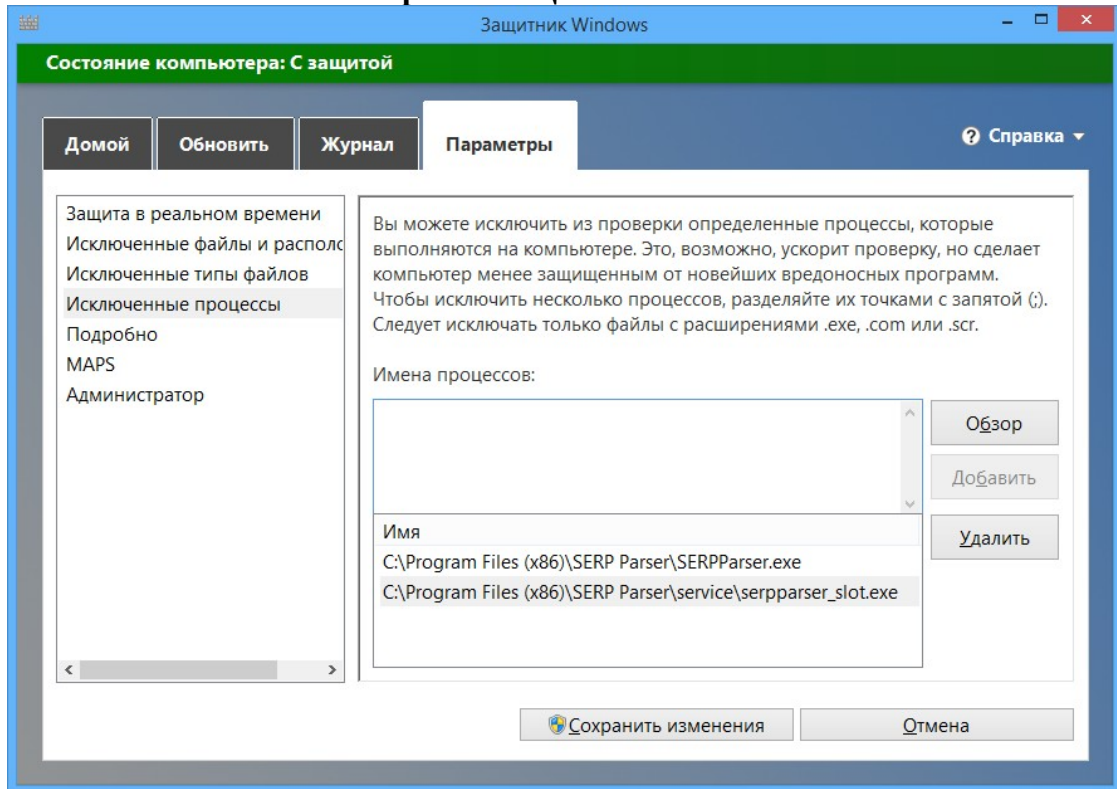 Защитник Windows
Состояние компьютера: С защитой
Домой
Обновить
Журнал
Параметры
Справка
Защита в реальном времени
Исключенные файлы и располо
Исключенные типы файлов
Исключенные процессы
Подробно
MAPS
Администратор
Вы можете исключить из проверки определенные процессы, которые
выполняются на компьютере. Это, возможно, ускорит проверку, но сделает
компьютер менее защищенным от новейших вредоносных программ.
Чтобы исключить несколько процессов, разделяйте их точками с запятой (;).
Следует исключать только файлы с расширениями .exe, .com или .scr.
Имена процессов:
Обзор
Добавить
Имя
Удалить
C:\Program Files (x86)\SERP Parser\SERPParser.exe
C:\Program Files (x86)\SERP Parser\service\serpparser_slot.exe
Сохранить изменения
Отмена